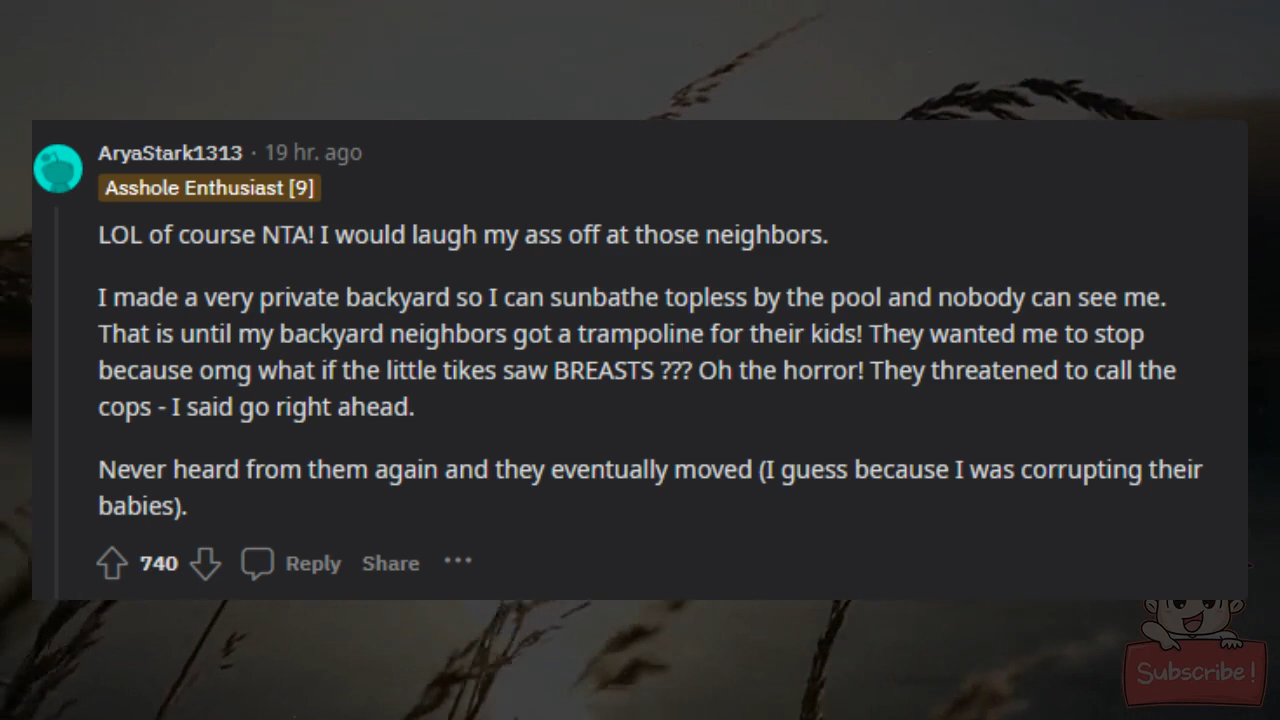 AryaStark1313 · 19 hr. ago
Asshole Enthusiast [9]
LOL of course NTA! I would laugh my ass off at those neighbors.
I made a very private backyard so I can sunbathe topless by the pool and nobody can see me.
That is until my backyard neighbors got a trampoline for their kids! They wanted me to stop
because omg what if the little tikes saw BREASTS ??? Oh the horror! They threatened to call the
cops - I said go right ahead.
Never heard from them again and they eventually moved (I guess because I was corrupting their
babies).
740 Reply Share ···
Subscribe!